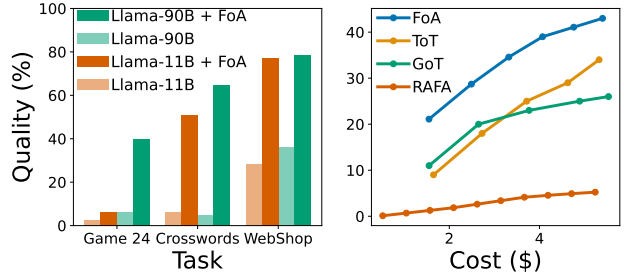 100
80
60
40
20
0
Quality (%)
Llama-90B + FoA
Llama-90B
Llama-11B + FoA
Llama-11B
Game 24 Crosswords WebShop
Task
40
30
20
10
0
FoA
ToT
GoT
RAFA
2 4
Cost ($)